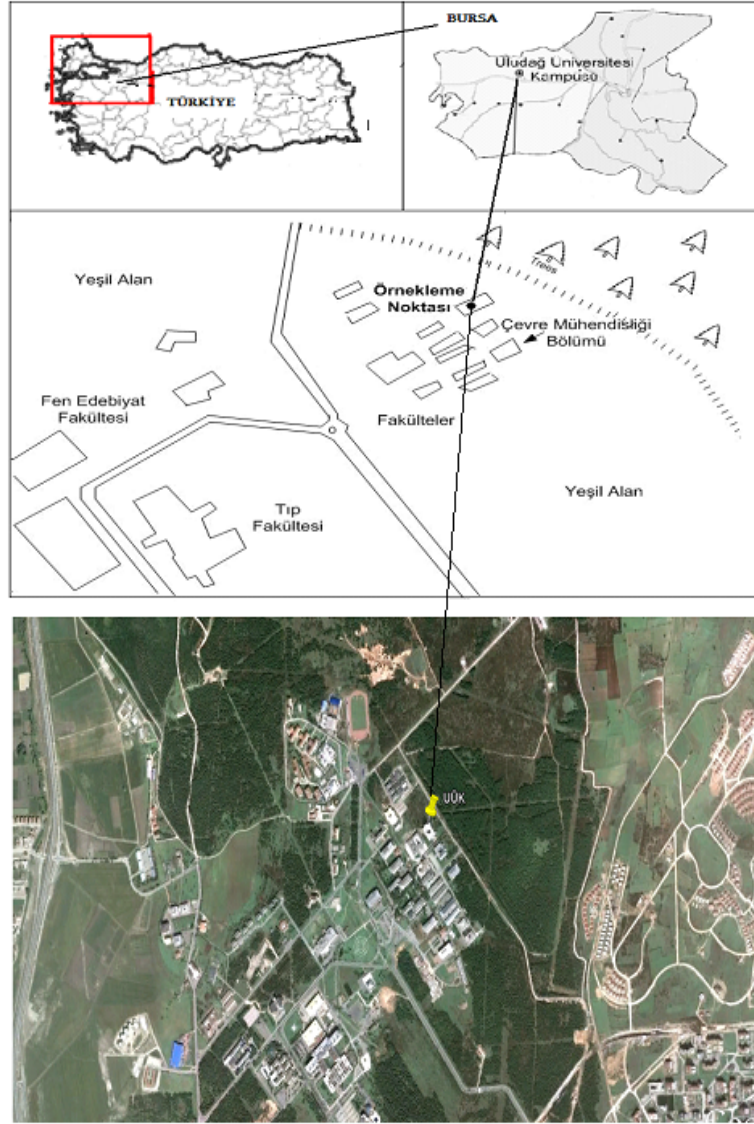 BURSA
TÜRKİYE
Uludağ Üniversitesi
Kampüsü
Yeşil Alan
Trees
Örnekleme
Noktası
Çevre Mühendisliği
Bölümü
Fen Edebiyat
Fakültesi
Fakülteler
Yeşil Alan
Tıp
Fakültesi
UÜK